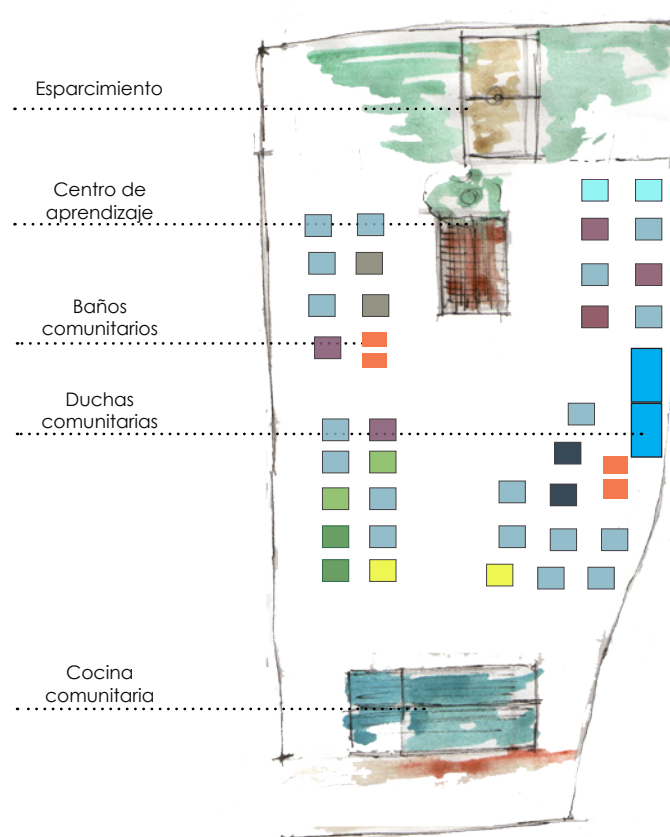 Esparcimiento
Centro de
aprendizaje
Baños
comunitarios
Duchas
comunitarias
Cocina
comunitaria